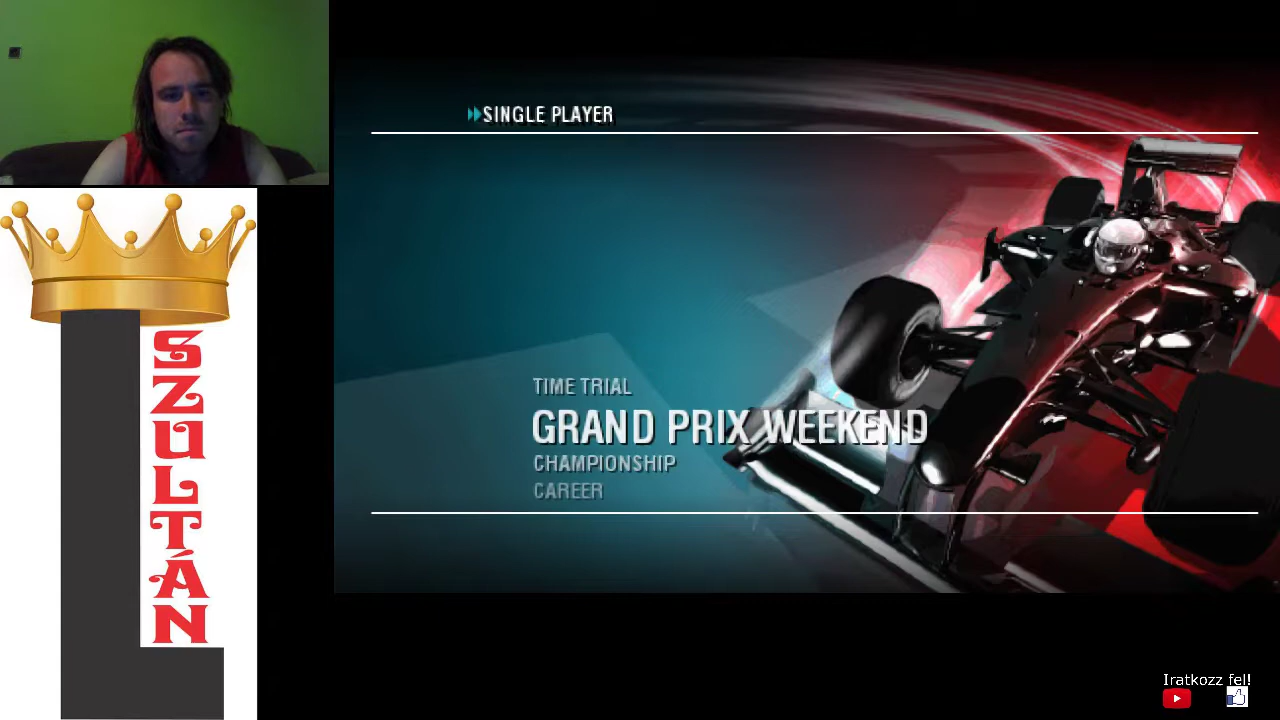 SINGLE PLAYER
TIME TRIAL
GRAND PRIX WEEKEND
CHAMPIONSHIP
CAREER
L
SZULTÁN
Iratkozz fel!